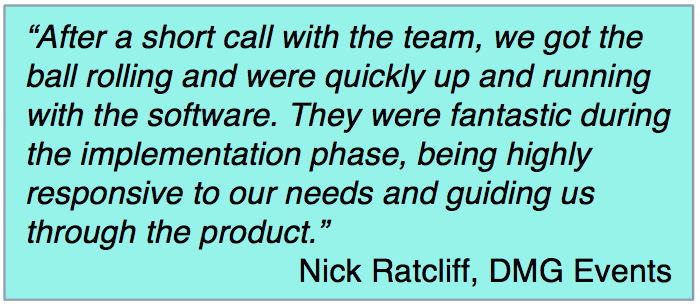 “After a short call with the team, we got the
ball rolling and were quickly up and running
with the software. They were fantastic during
the implementation phase, being highly
responsive to our needs and guiding us
through the product.”
Nick Ratcliff, DMG Events